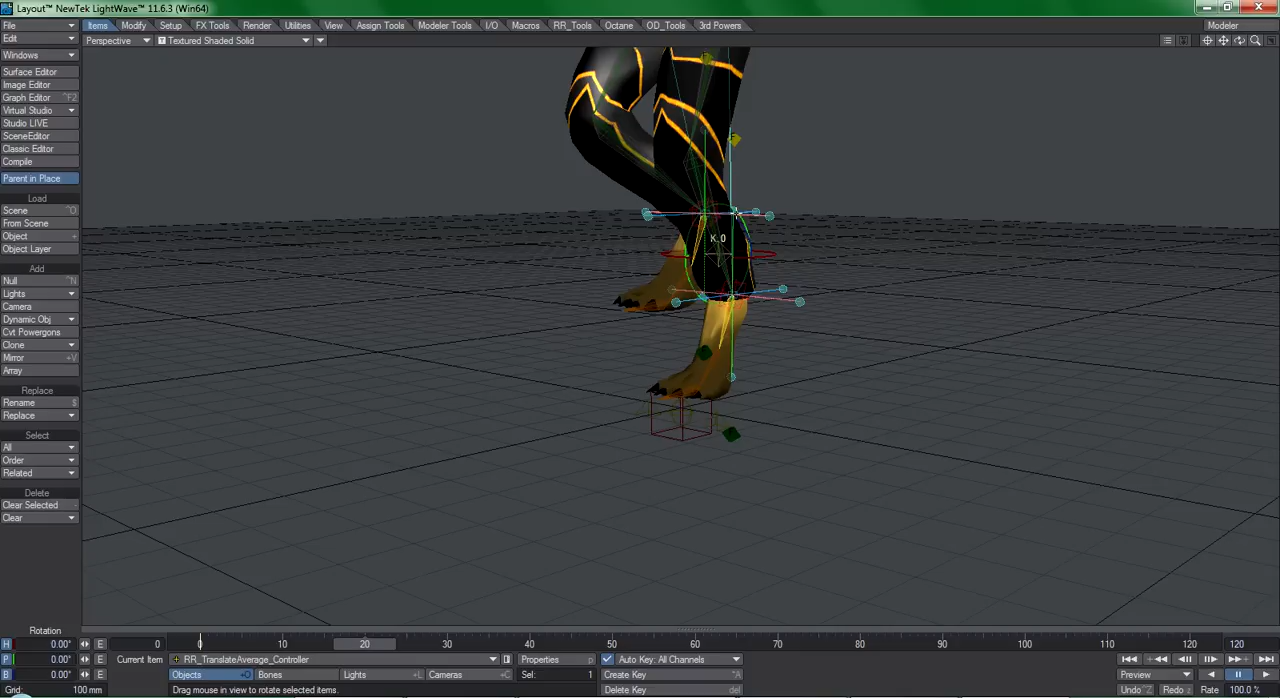 Layout™ NewTek LightWave™ 11.6.3 (Win64)
File Items Modify Setup FX Tools Render Utilities View Assign Tools Modeler Tools I/O Macros RR_Tools Octane OD_Tools 3rd Powers Modeler
Edit Perspective Textured Shaded Solid
Windows
Surface Editor
Image Editor
Graph Editor ^F2
Virtual Studio
Studio LIVE
SceneEditor
Classic Editor
Compile
Parent in Place
Load
Scene ^O
From Scene
Object +
Object Layer
Add
Null ^N
Lights
Camera
Dynamic Obj
Cvt Powergons
Clone
Mirror +V
Array
Replace
Rename $
Replace
Select
All
Order
Related
Delete
Clear Selected -
Clear
K.0
Rotation
H 0.00° E 0 0 10 20 30 40 50 60 70 80 90 100 110 120 120
P 0.00° E Current Item RR_TranslateAverage_Controller Properties p Auto Key: All Channels
B 0.00° E Objects +O Bones Lights +L Cameras +C Sel: 1 Create Key Preview
Grid: 100 mm Drag mouse in view to rotate selected items. Delete Key del Undo ^Z Redo z Rate 100.0 %